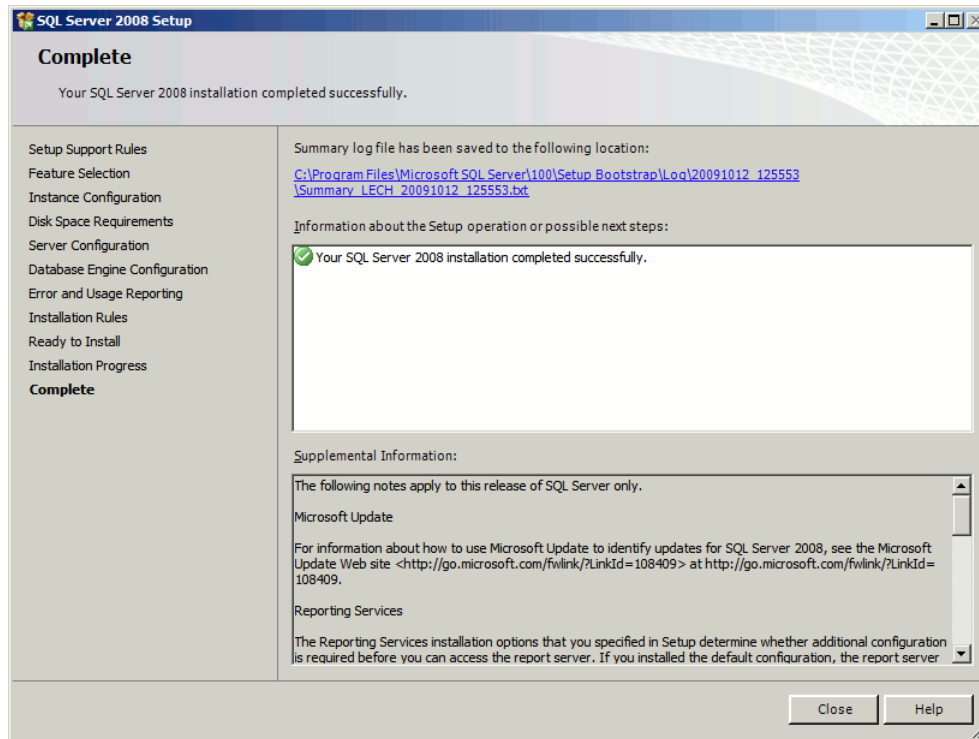 SQL Server 2008 Setup
Complete
Your SQL Server 2008 installation completed successfully.
Setup Support Rules
Feature Selection
Instance Configuration
Disk Space Requirements
Server Configuration
Database Engine Configuration
Error and Usage Reporting
Installation Rules
Ready to Install
Installation Progress
Complete
Summary log file has been saved to the following location:
C:\Program Files\Microsoft SQL Server\100\Setup Bootstrap\Log\20091012_125553
\Summary_LECH_20091012_125553.txt
Information about the Setup operation or possible next steps:
Your SQL Server 2008 installation completed successfully.
Supplemental Information:
The following notes apply to this release of SQL Server only.
Microsoft Update
For information about how to use Microsoft Update to identify updates for SQL Server 2008, see the Microsoft
Update Web site <http://go.microsoft.com/fwlink/?LinkId=108409> at http://go.microsoft.com/fwlink/?LinkId=
108409.
Reporting Services
The Reporting Services installation options that you specified in Setup determine whether additional configuration
is required before you can access the report server. If you installed the default configuration, the report server
Close
Help